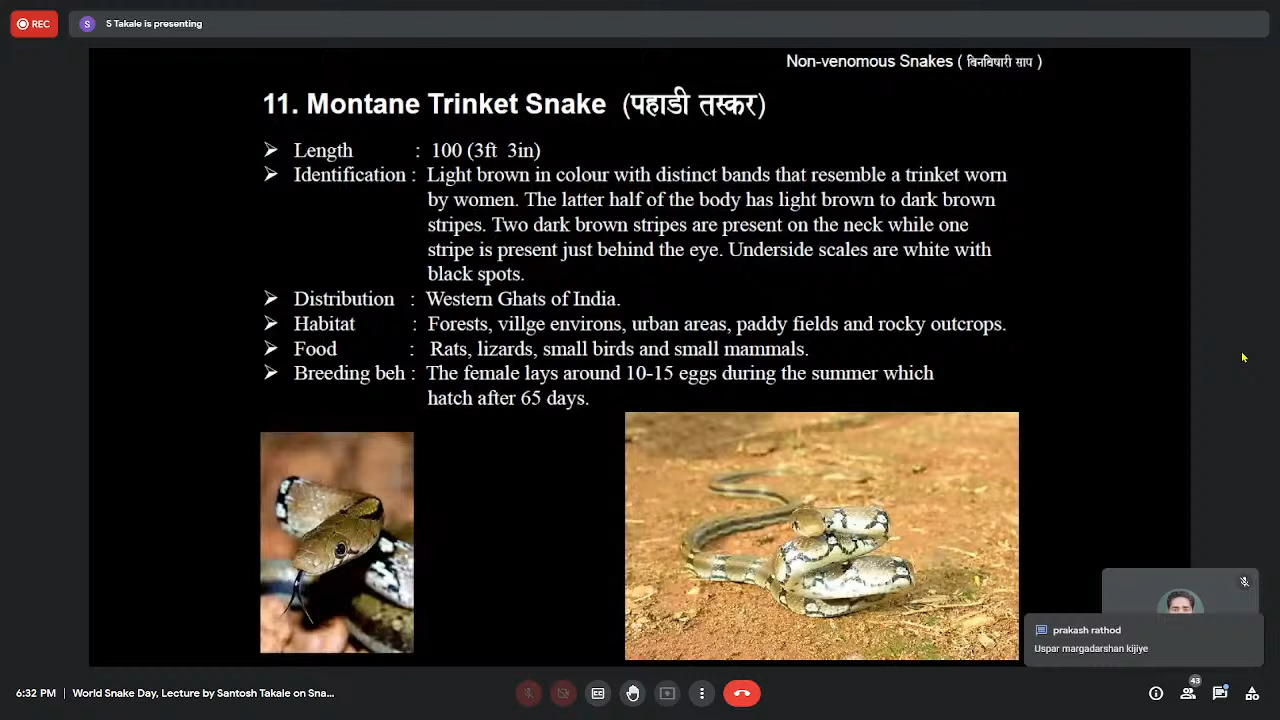 REC
S
S Takale is presenting
Non-venomous Snakes ( बिनविषारी साप )
11. Montane Trinket Snake (पहाडी तस्कर)
➢ Length : 100 (3ft 3in)
➢ Identification : Light brown in colour with distinct bands that resemble a trinket worn
by women. The latter half of the body has light brown to dark brown
stripes. Two dark brown stripes are present on the neck while one
stripe is present just behind the eye. Underside scales are white with
black spots.
➢ Distribution : Western Ghats of India.
➢ Habitat : Forests, villge environs, urban areas, paddy fields and rocky outcrops.
➢ Food : Rats, lizards, small birds and small mammals.
➢ Breeding beh : The female lays around 10-15 eggs during the summer which
hatch after 65 days.
prakash rathod
Uspar margadarshan kijiye
6:32 PM | World Snake Day, Lecture by Santosh Takale on Sna...
43